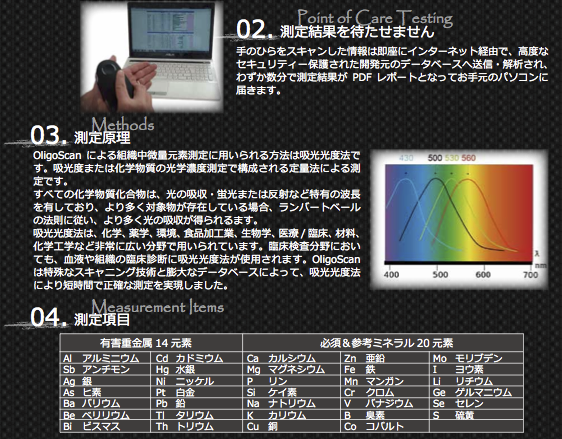 Point of Care Testing
02. 測定結果を待たせません
手のひらをスキャンした情報は即座にインターネット経由で、高度な
セキュリティー保護された開発元のデータベースへ送信・解析され、
わずか数分で測定結果が PDF レポートとなってお手元のパソコンに
届きます。
Methods
03. 測定原理
OligoScan による組織中微量元素測定に用いられる方法は吸光光度法で
す。吸光度または化学物質の光学濃度測定で構成される定量法による測
定です。
すべての化学物質化合物は、光の吸収・蛍光または反射など特有の波長
を有しており、より多く対象物が存在している場合、ランバートベール
の法則に従い、より多く光の吸収が得られるます。
吸光光度法は、化学、薬学、環境、食品加工業、生物学、医療 / 臨床、材料、
化学工学など非常に広い分野で用いられています。臨床検査分野におい
ても、血液や組織の臨床診断に吸光光度法が使用されます。OligoScan
は特殊なスキャニング技術と膨大なデータベースによって、吸光光度法
により短時間で正確な測定を実現しました。
430 500 530 560
λ
400 500 600 700 nm
Measurement Items
04. 測定項目
有害重金属 14 元素 必須＆参考ミネラル 20 元素
Al アルミニウム Cd カドミウム Ca カルシウム Zn 亜鉛 Mo モリブデン
Sb アンチモン Hg 水銀 Mg マグネシウム Fe 鉄 I ヨウ素
Ag 銀 Ni ニッケル P リン Mn マンガン Li リチウム
As ヒ素 Pt 白金 Si ケイ素 Cr クロム Ge ゲルマニウム
Ba バリウム Pb 鉛 Na ナトリウム V バナジウム Se セレン
Be ベリリウム Tl タリウム K カリウム B 臭素 S 硫黄
Bi ビスマス Th トリウム Cu 銅 Co コバルト